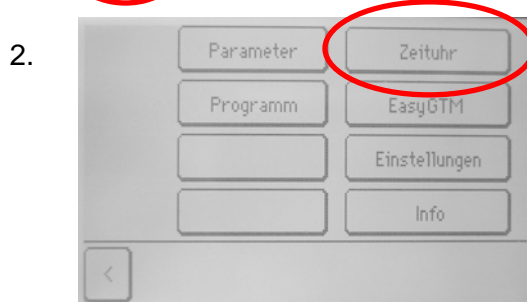 2.
Parameter Zeituhr
Programm EasyGTM
Einstellungen
Info
<